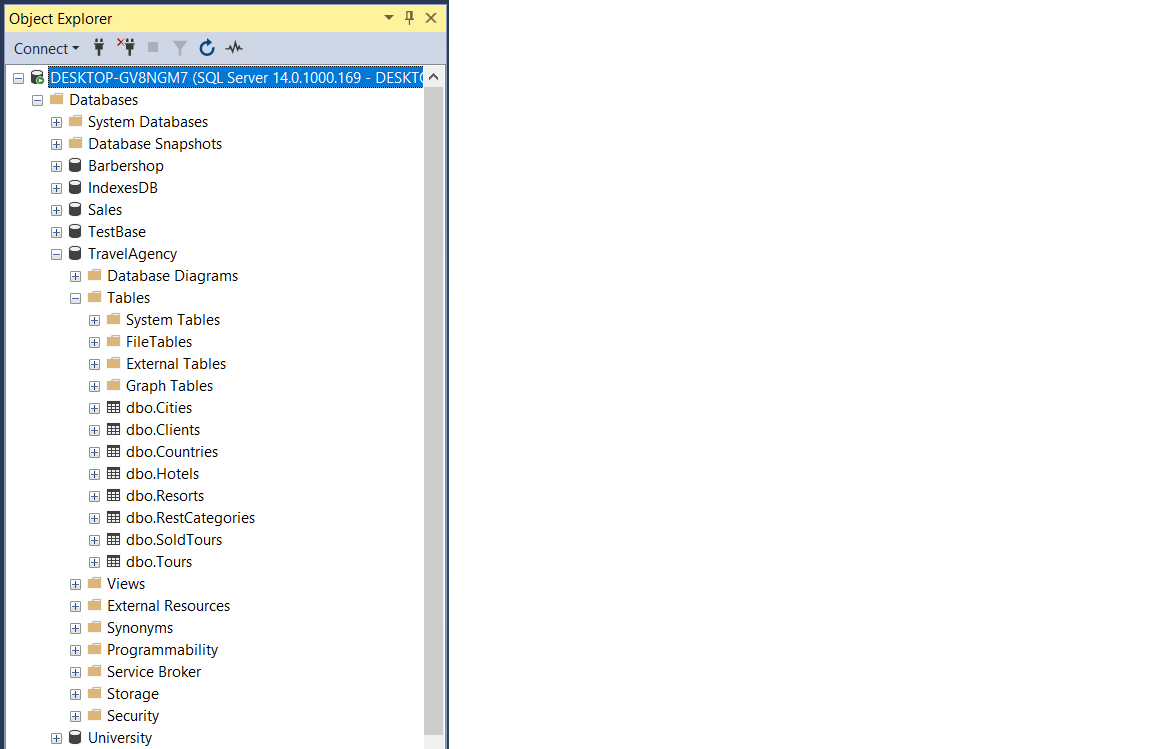 Object Explorer
Connect
DESKTOP-GV8NGM7 (SQL Server 14.0.1000.169 - DESKTO
Databases
System Databases
Database Snapshots
Barbershop
IndexesDB
Sales
TestBase
TravelAgency
Database Diagrams
Tables
System Tables
FileTables
External Tables
Graph Tables
dbo.Cities
dbo.Clients
dbo.Countries
dbo.Hotels
dbo.Resorts
dbo.RestCategories
dbo.SoldTours
dbo.Tours
Views
External Resources
Synonyms
Programmability
Service Broker
Storage
Security
University